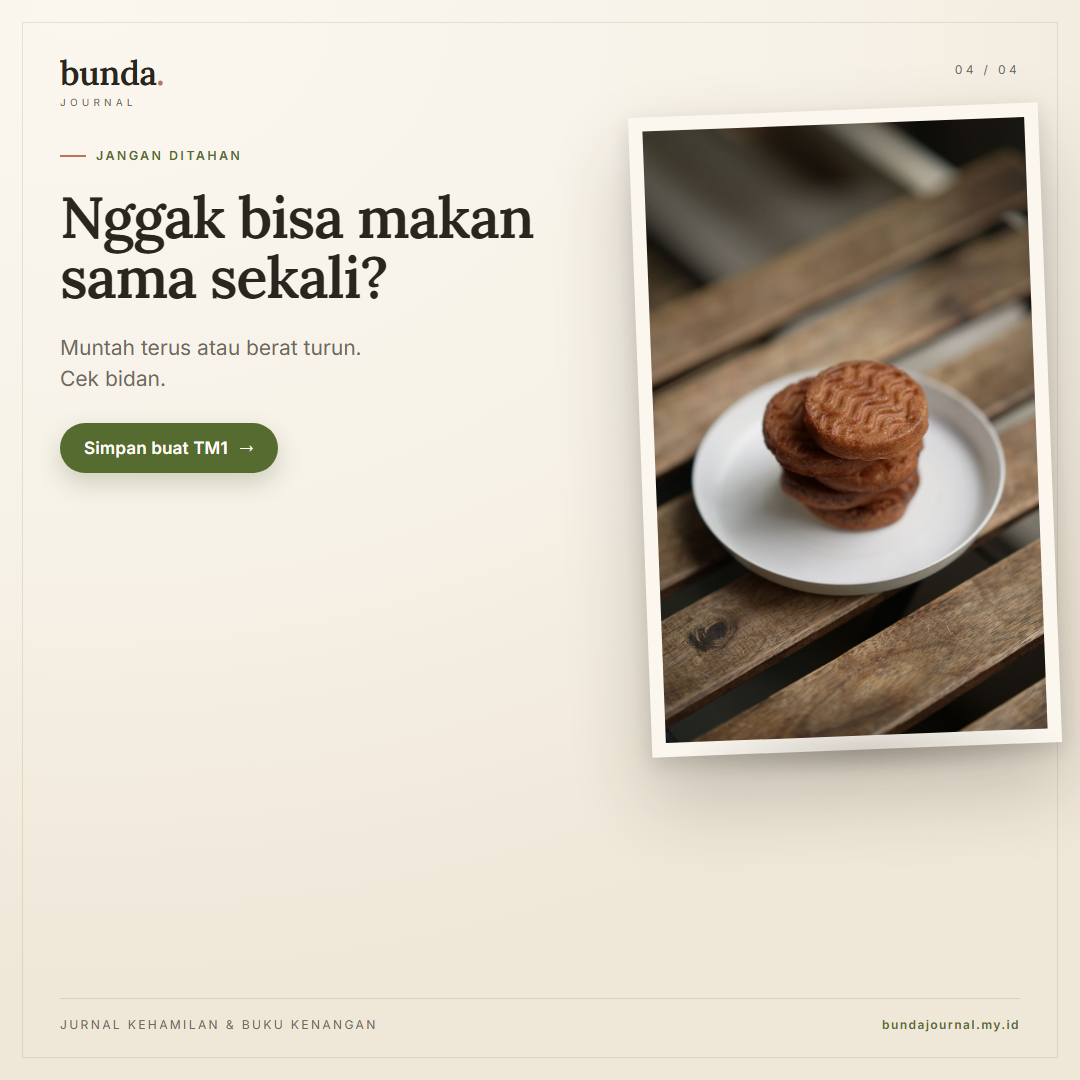 bunda.
JOURNAL
04 / 04
JANGAN DITAHAN
Nggak bisa makan
sama sekali?
Muntah terus atau berat turun.
Cek bidan.
Simpan buat TM1 →
JURNAL KEHAMILAN & BUKU KENANGAN
bundajournal.my.id